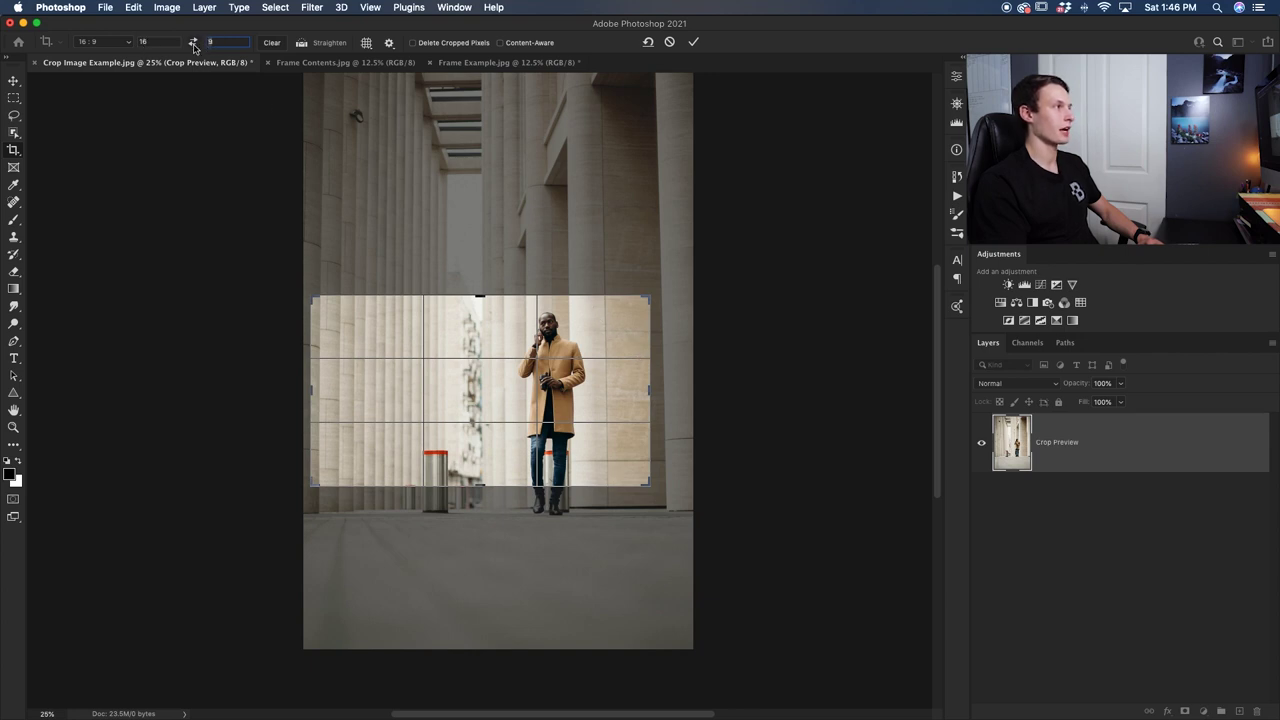 Photoshop File Edit Image Layer Type Select Filter 3D View Plugins Window Help Sat 1:46 PM
Adobe Photoshop 2021
16 : 9 16 9 Clear Straighten Delete Cropped Pixels Content-Aware
Crop Image Example.jpg @ 25% (Crop Preview, RGB/8) * Frame Contents.jpg @ 12.5% (RGB/8) Frame Example.jpg @ 12.5% (RGB/8) *
Adjustments
Add an adjustment
Layers Channels Paths
Kind
Normal Opacity: 100%
Lock: Fill: 100%
Crop Preview
25% Doc: 23.5M/0 bytes